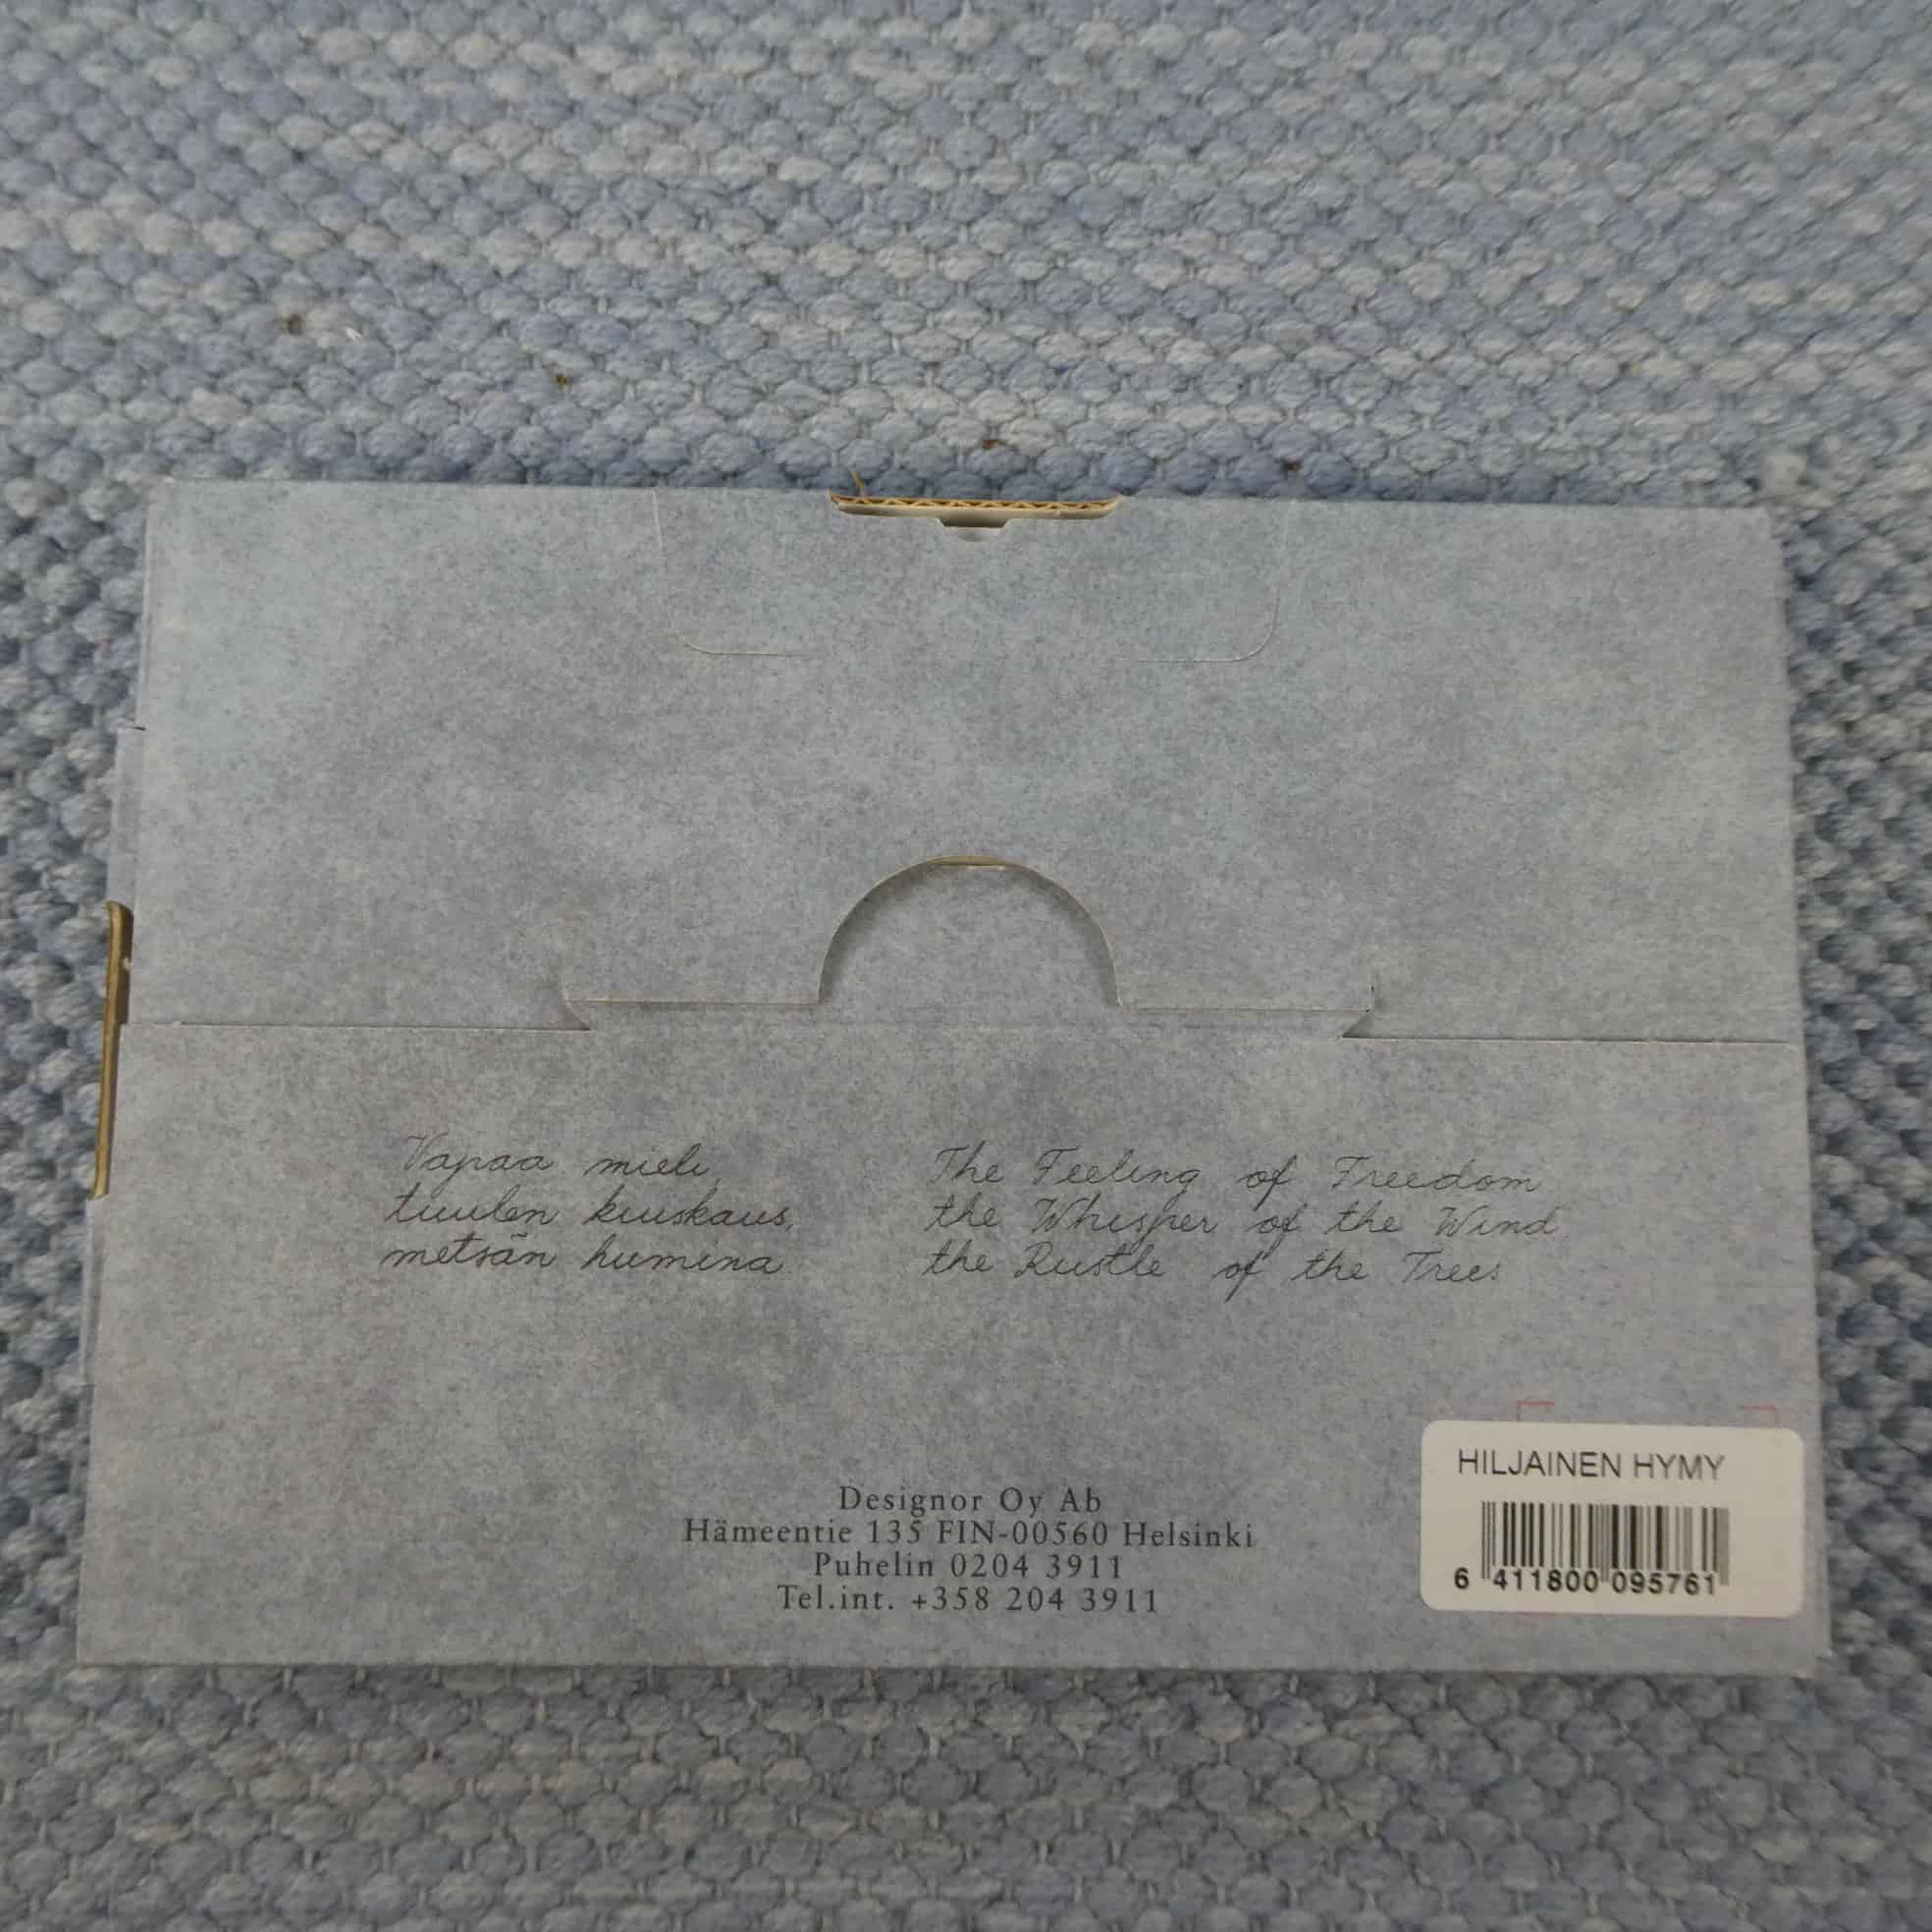 Vapaa mieli,
tuulen kuiskaus,
metsän humina.
The Feeling of Freedom
the Whisper of the Wind
the Rustle of the Trees
Designor Oy Ab
Hämeentie 135 FIN-00560 Helsinki
Puhelin 0204 3911
Tel.int. +358 204 3911
HILJAINEN HYMY
6 411800 095761